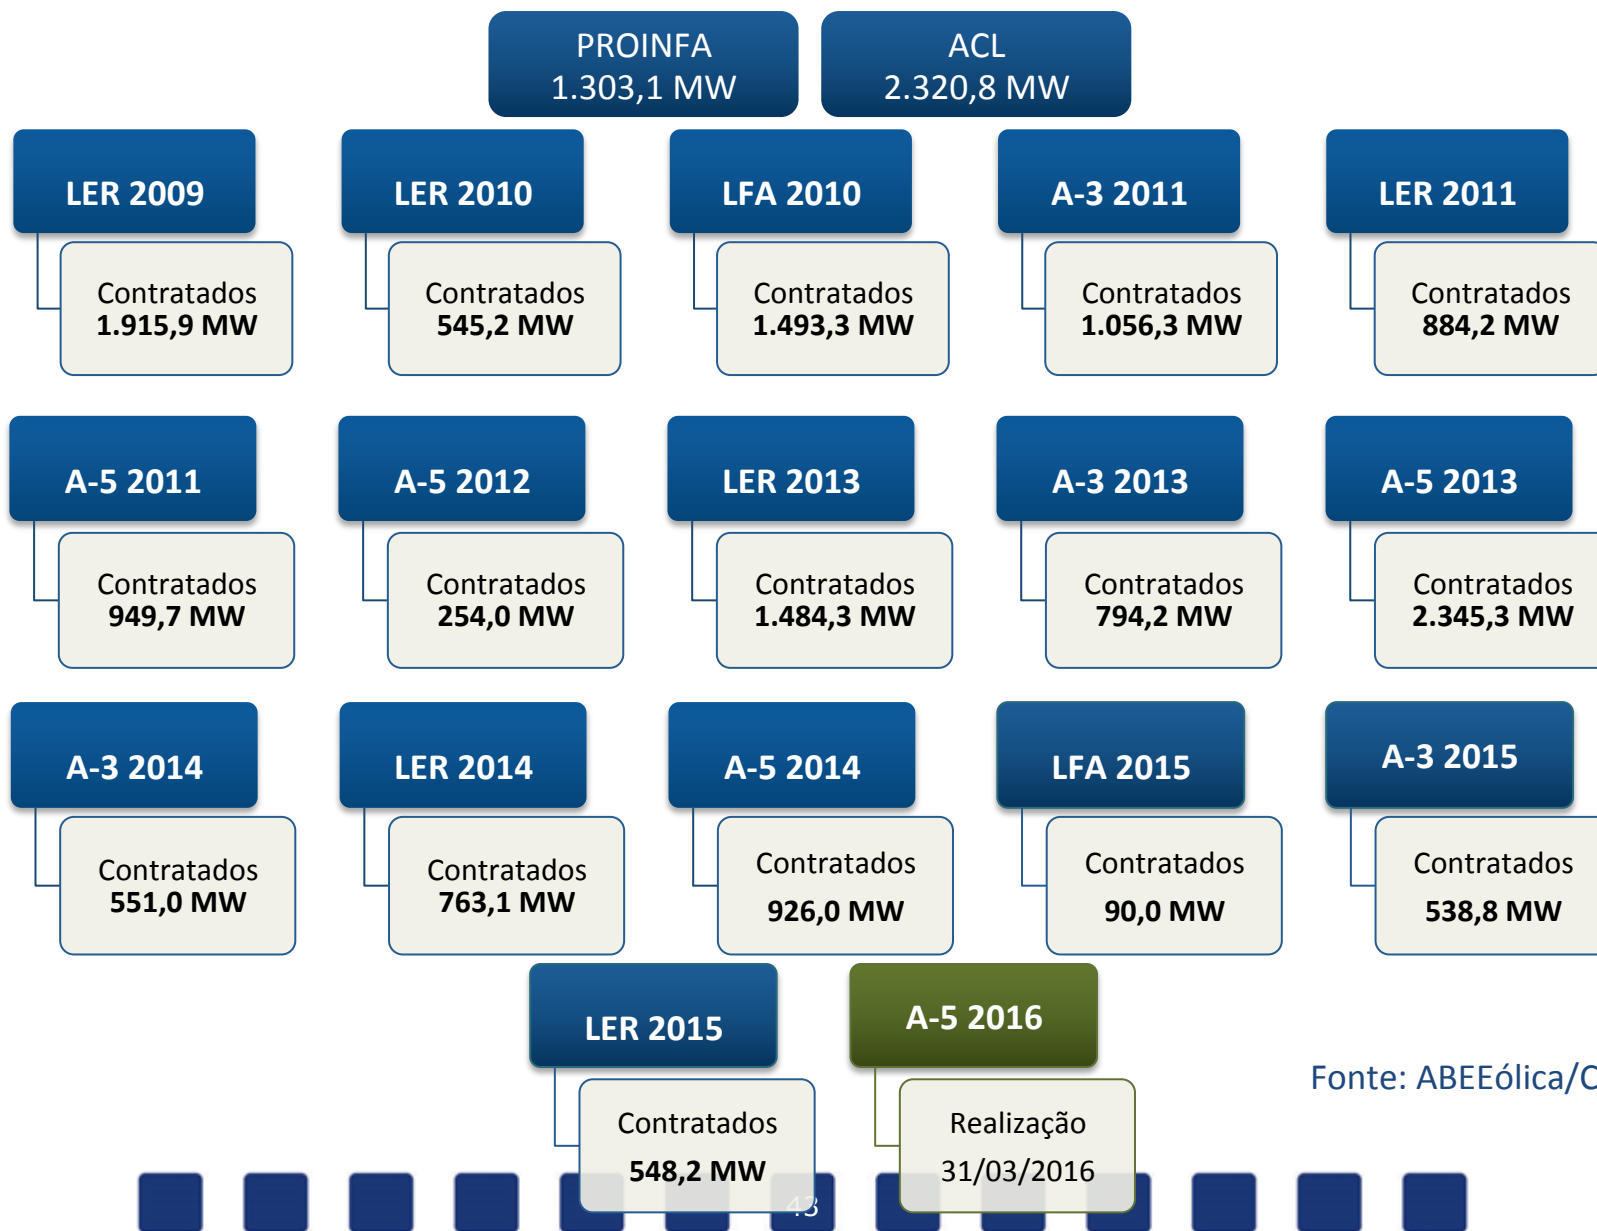 PROINFA
1.303,1 MW
ACL
2.320,8 MW
LER 2009
Contratados
1.915,9 MW
LER 2010
Contratados
545,2 MW
LFA 2010
Contratados
1.493,3 MW
A-3 2011
Contratados
1.056,3 MW
LER 2011
Contratados
884,2 MW
A-5 2011
Contratados
949,7 MW
A-5 2012
Contratados
254,0 MW
LER 2013
Contratados
1.484,3 MW
A-3 2013
Contratados
794,2 MW
A-5 2013
Contratados
2.345,3 MW
A-3 2014
Contratados
551,0 MW
LER 2014
Contratados
763,1 MW
A-5 2014
Contratados
926,0 MW
LFA 2015
Contratados
90,0 MW
A-3 2015
Contratados
538,8 MW
LER 2015
Contratados
548,2 MW
A-5 2016
Realização
31/03/2016
Fonte: ABEEólica/C
43